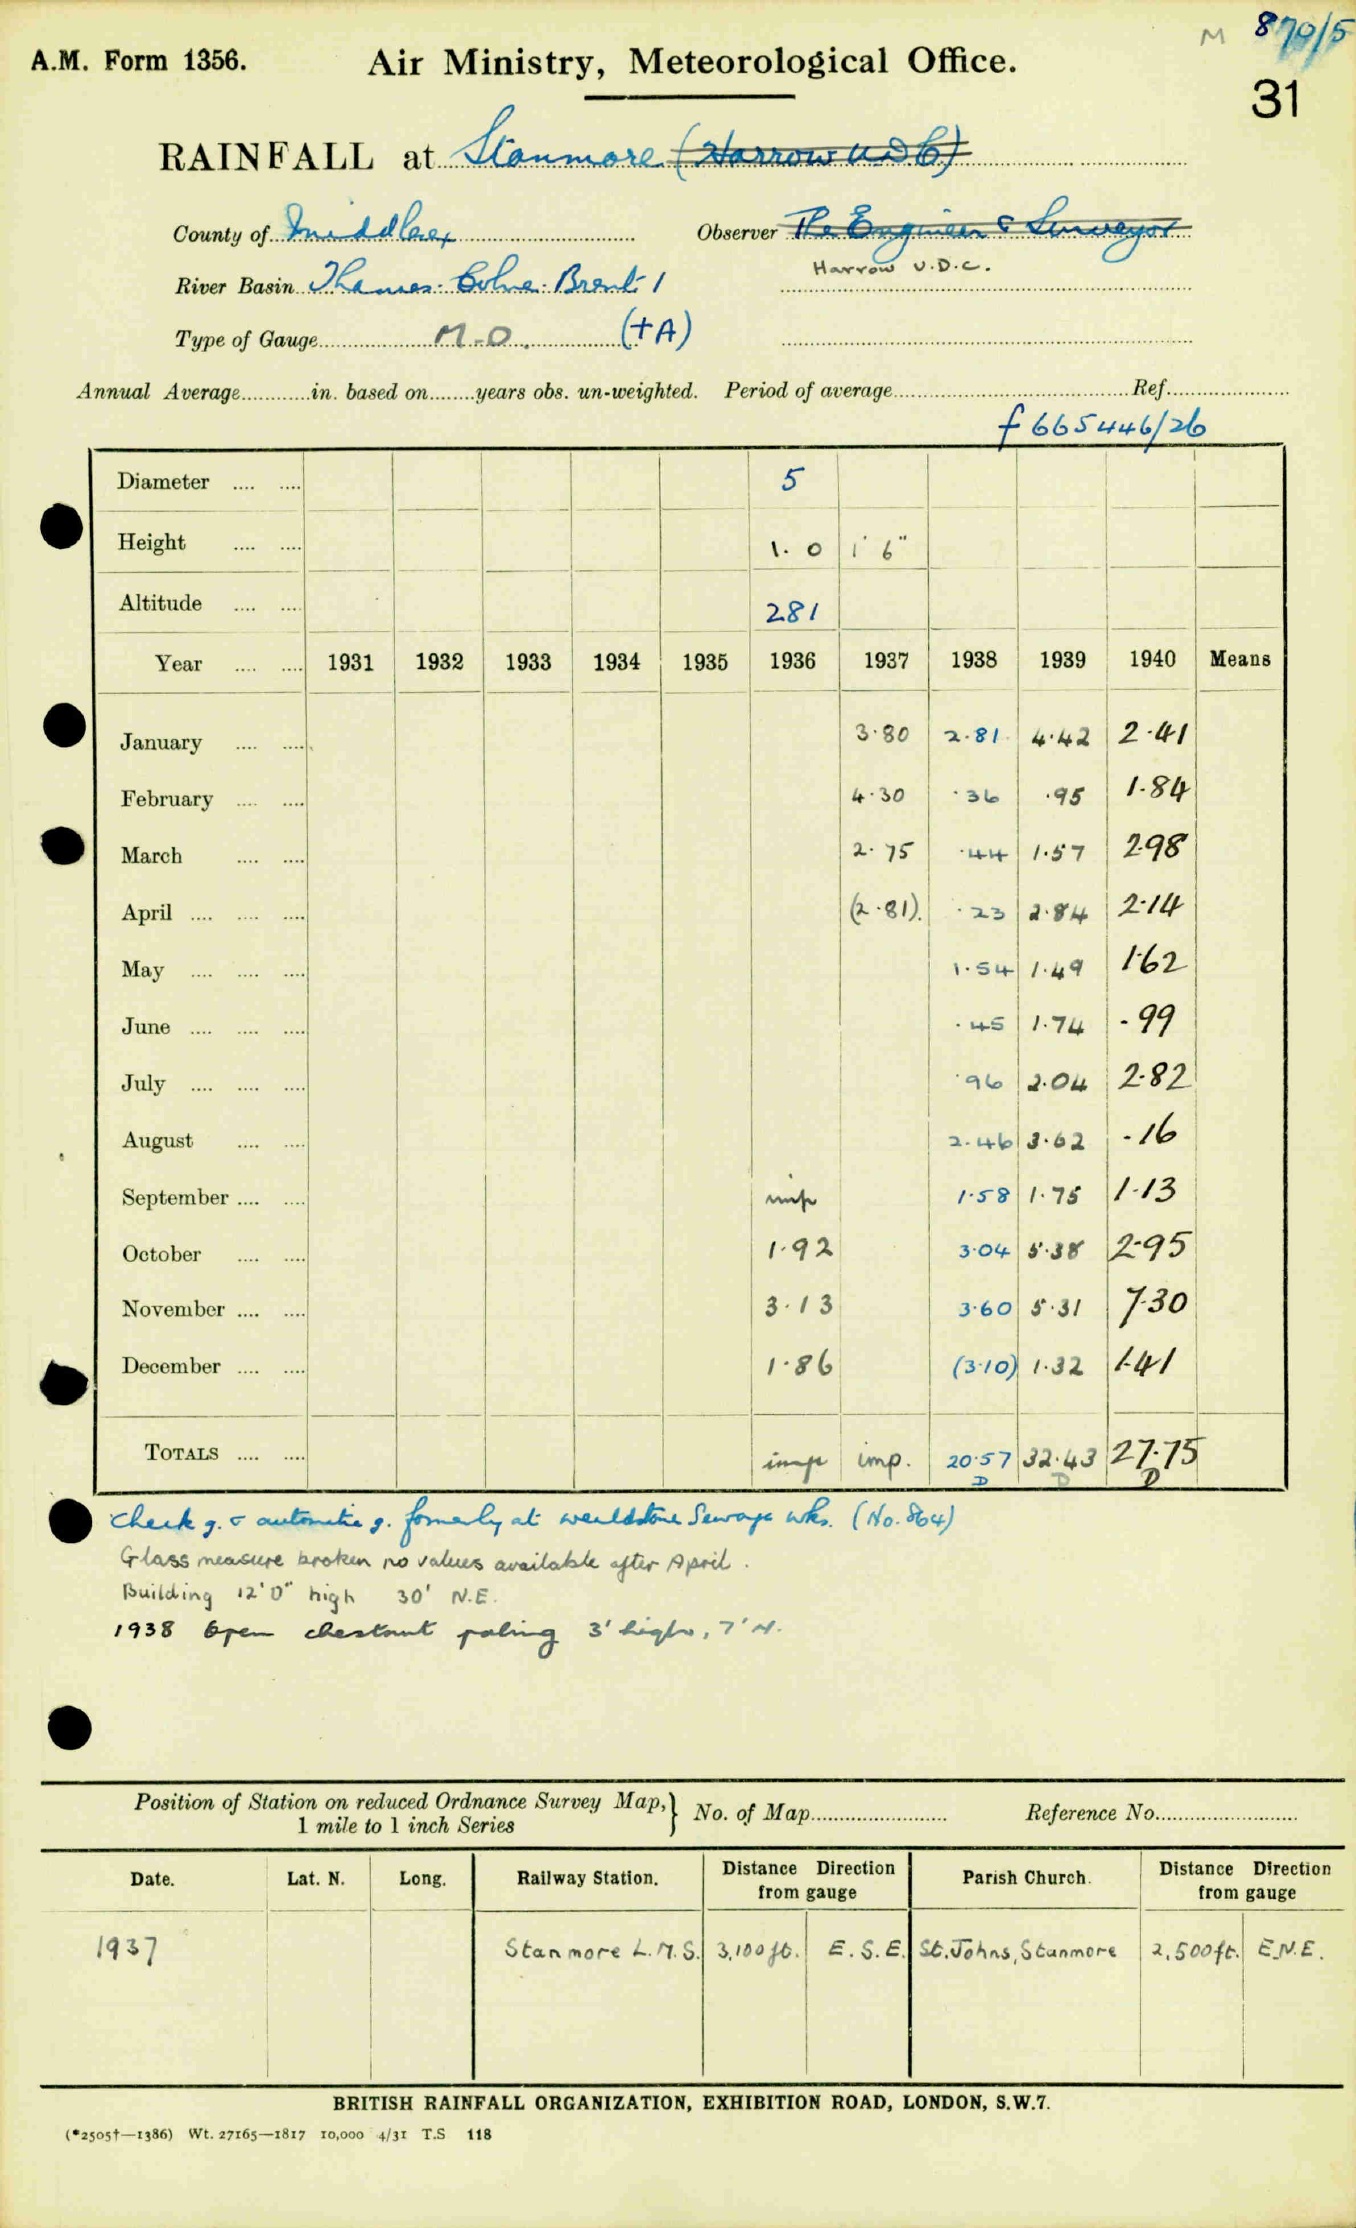 M 870/5
A.M. Form 1356. Air Ministry, Meteorological Office.
31
RAINFALL at Stanmore (Harrow U D C)
County of Middlesex Observer The Engineer & Surveyor
Harrow U.D.C.
River Basin Thames. Colne. Brent 1
Type of Gauge M-O. (+A)
Annual Average in. based on years obs. un-weighted. Period of average Ref.
f 665446/26
Diameter 5
Height 1. 0 1' 6"
Altitude 281
Year 1931 1932 1933 1934 1935 1936 1937 1938 1939 1940 Means
January 3·80 2·81 4·42 2·41
February 4·30 ·36 ·95 1·84
March 2·75 ·44 1·57 2·98
April (2·81). ·23 2·84 2·14
May 1·54 1·49 1·62
June ·45 1·74 ·99
July ·96 2·04 2·82
August 2·46 3·62 ·16
September imp 1·58 1·75 1·13
October 1·92 3·04 5·38 2·95
November 3·13 3·60 5·31 7·30
December 1·86 (3·10) 1·32 1·41
TOTALS imp imp. 20·57 32·43 27·75
D D D
Check g. & automatic g. formerly at Wealdstone Sewage Wks. (No. 864)
Glass measure broken no values available after April.
Building 12' 0" high 30' N.E.
1938 Open chestnut paling 3' high, 7' N.
Position of Station on reduced Ordnance Survey Map, } No. of Map Reference No.
1 mile to 1 inch Series
Date. Lat. N. Long. Railway Station. Distance Direction from gauge Parish Church. Distance Direction from gauge
1937 Stanmore L.M.S. 3,100ft. E.S.E. St. Johns, Stanmore 2,500ft. E.N.E.
BRITISH RAINFALL ORGANIZATION, EXHIBITION ROAD, LONDON, S.W.7.
(*2505†—1386) Wt. 27165—1817 10,000 4/31 T.S 118